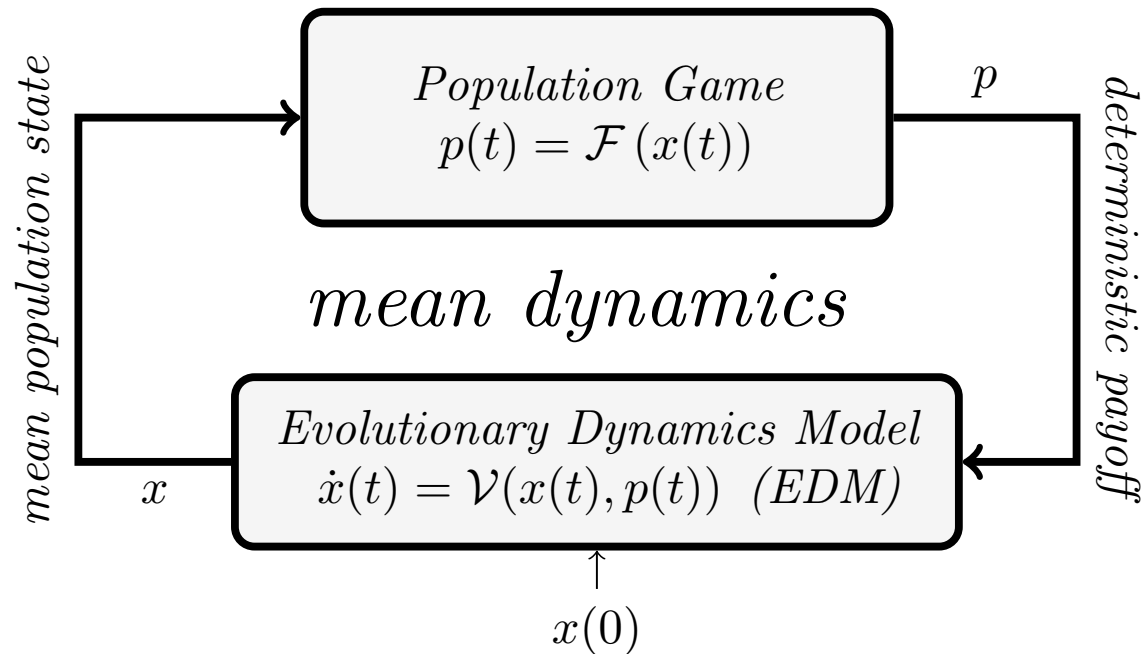 Population Game
p(t) = 𝓕 (x(t))
p
mean population state
deterministic payoff
mean dynamics
Evolutionary Dynamics Model
ẋ(t) = 𝒱(x(t), p(t)) (EDM)
x
x(0)